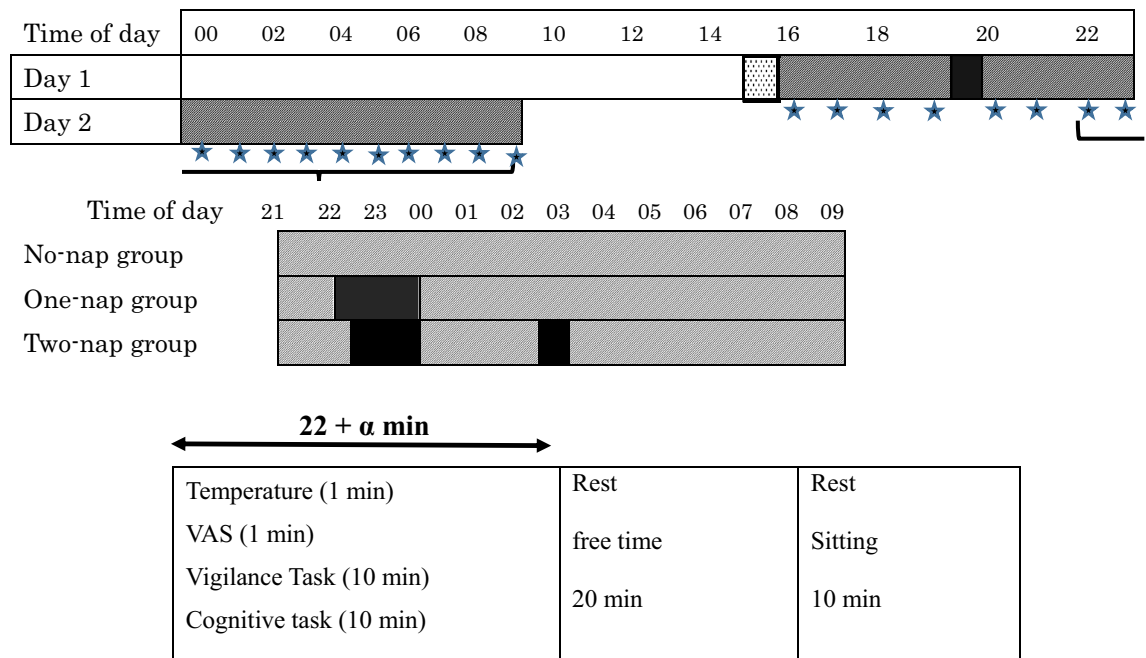 Time of day 00 02 04 06 08 10 12 14 16 18 20 22
Day 1
Day 2
Time of day 21 22 23 00 01 02 03 04 05 06 07 08 09
No-nap group
One-nap group
Two-nap group
22 + α min
Temperature (1 min)
VAS (1 min)
Vigilance Task (10 min)
Cognitive task (10 min)
Rest
free time
20 min
Rest
Sitting
10 min